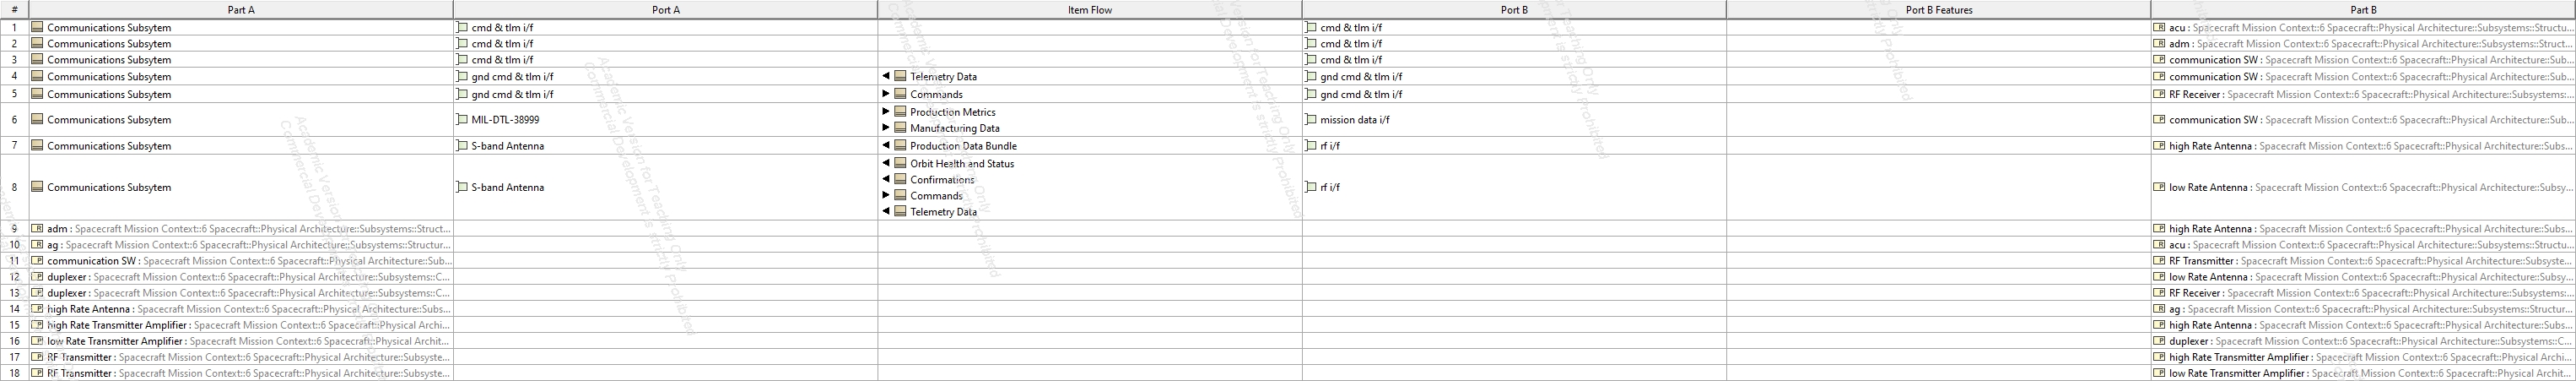 # Part A Port A Item Flow Port B Port B Features Part B
1 Communications Subsytem cmd & tlm i/f cmd & tlm i/f acu : Spacecraft Mission Context::6 Spacecraft::Physical Architecture::Subsystems::Structu...
2 Communications Subsytem cmd & tlm i/f cmd & tlm i/f adm : Spacecraft Mission Context::6 Spacecraft::Physical Architecture::Subsystems::Struct...
3 Communications Subsytem cmd & tlm i/f cmd & tlm i/f communication SW : Spacecraft Mission Context::6 Spacecraft::Physical Architecture::Sub...
4 Communications Subsytem gnd cmd & tlm i/f Telemetry Data gnd cmd & tlm i/f communication SW : Spacecraft Mission Context::6 Spacecraft::Physical Architecture::Sub...
5 Communications Subsytem gnd cmd & tlm i/f Commands gnd cmd & tlm i/f RF Receiver : Spacecraft Mission Context::6 Spacecraft::Physical Architecture::Subsystems:...
Production Metrics
6 Communications Subsytem MIL-DTL-38999 mission data i/f communication SW : Spacecraft Mission Context::6 Spacecraft::Physical Architecture::Sub...
Manufacturing Data
7 Communications Subsytem S-band Antenna Production Data Bundle rf i/f high Rate Antenna : Spacecraft Mission Context::6 Spacecraft::Physical Architecture::Subs...
Orbit Health and Status
Confirmations
8 Communications Subsytem S-band Antenna rf i/f low Rate Antenna : Spacecraft Mission Context::6 Spacecraft::Physical Architecture::Subsy...
Commands
Telemetry Data
9 adm : Spacecraft Mission Context::6 Spacecraft::Physical Architecture::Subsystems::Struct... high Rate Antenna : Spacecraft Mission Context::6 Spacecraft::Physical Architecture::Subs...
10 ag : Spacecraft Mission Context::6 Spacecraft::Physical Architecture::Subsystems::Structur... acu : Spacecraft Mission Context::6 Spacecraft::Physical Architecture::Subsystems::Structu...
11 communication SW : Spacecraft Mission Context::6 Spacecraft::Physical Architecture::Sub... RF Transmitter : Spacecraft Mission Context::6 Spacecraft::Physical Architecture::Subsyste...
12 duplexer : Spacecraft Mission Context::6 Spacecraft::Physical Architecture::Subsystems::C... low Rate Antenna : Spacecraft Mission Context::6 Spacecraft::Physical Architecture::Subsy...
13 duplexer : Spacecraft Mission Context::6 Spacecraft::Physical Architecture::Subsystems::C... RF Receiver : Spacecraft Mission Context::6 Spacecraft::Physical Architecture::Subsystems:...
14 high Rate Antenna : Spacecraft Mission Context::6 Spacecraft::Physical Architecture::Subs... ag : Spacecraft Mission Context::6 Spacecraft::Physical Architecture::Subsystems::Structur...
15 high Rate Transmitter Amplifier : Spacecraft Mission Context::6 Spacecraft::Physical Archi... high Rate Antenna : Spacecraft Mission Context::6 Spacecraft::Physical Architecture::Subs...
16 low Rate Transmitter Amplifier : Spacecraft Mission Context::6 Spacecraft::Physical Archit... duplexer : Spacecraft Mission Context::6 Spacecraft::Physical Architecture::Subsystems::C...
17 RF Transmitter : Spacecraft Mission Context::6 Spacecraft::Physical Architecture::Subsyste... high Rate Transmitter Amplifier : Spacecraft Mission Context::6 Spacecraft::Physical Archi...
18 RF Transmitter : Spacecraft Mission Context::6 Spacecraft::Physical Architecture::Subsyste... low Rate Transmitter Amplifier : Spacecraft Mission Context::6 Spacecraft::Physical Archit...
Academic Version for Teaching Only
Commercial Development is strictly Prohibited